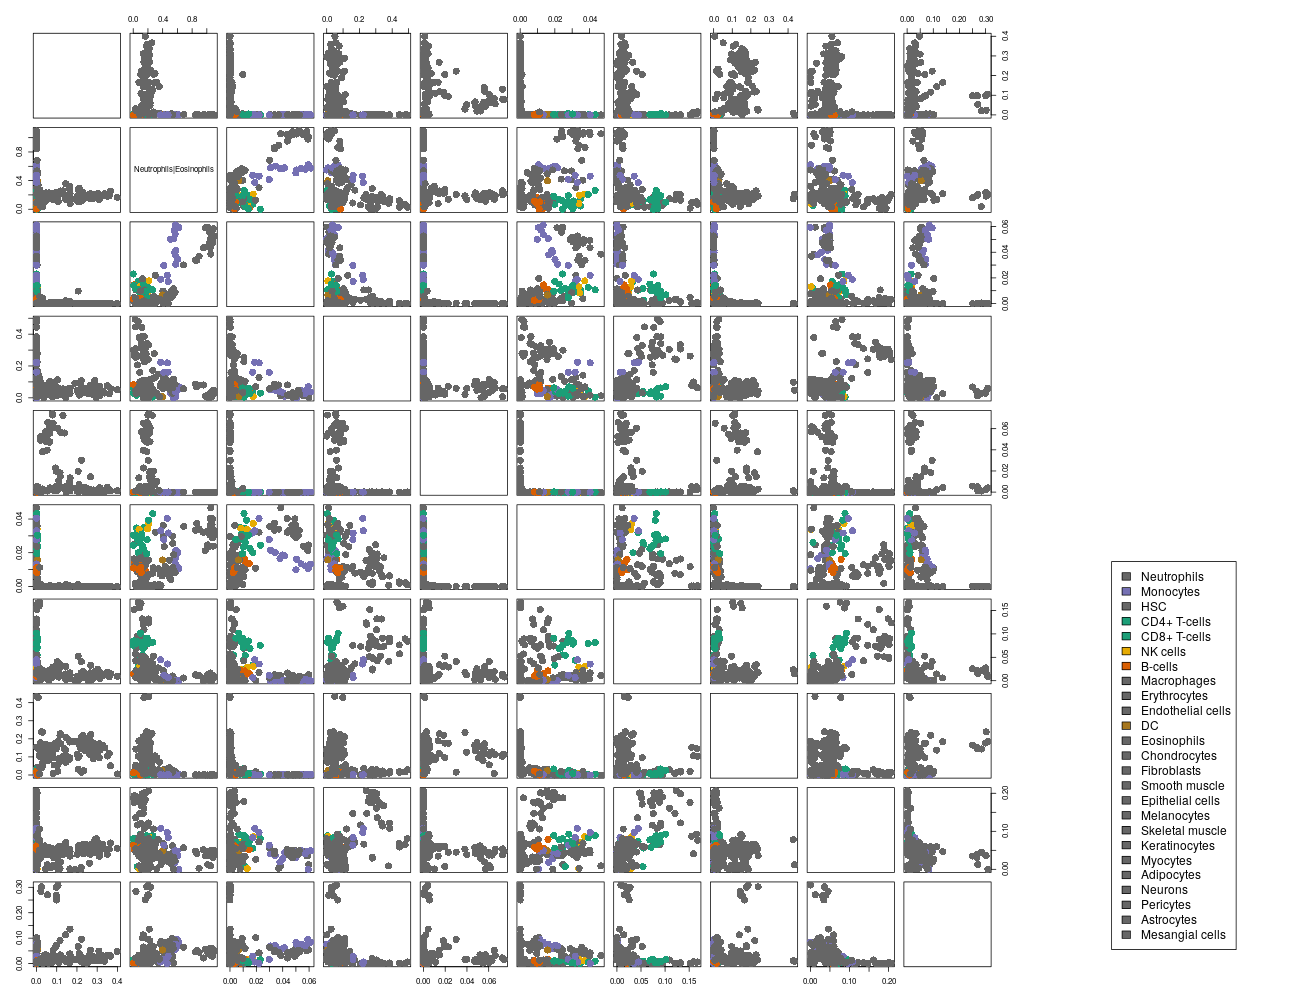 0.0 0.4 0.8
0.0 0.4
0.00 0.02 0.04
0.0 0.1 0.2 0.3 0.4
0.00 0.10 0.20 0.30
0.0 0.1 0.2 0.3 0.4
0.0 0.4 0.8
Neutrophils|Eosinophils
0.00 0.02 0.04 0.06
0.0 0.2 0.4
0.00 0.02 0.04 0.06
0.00 0.02 0.04
0.00 0.05 0.10 0.15
0.0 0.1 0.2 0.3 0.4
0.00 0.10 0.20
0.00 0.10 0.20 0.30
0.0 0.1 0.2 0.3 0.4
0.00 0.02 0.04 0.06
0.00 0.02 0.04 0.06
0.00 0.05 0.10 0.15
0.00 0.10 0.20
Neutrophils
Monocytes
HSC
CD4+ T-cells
CD8+ T-cells
NK cells
B-cells
Macrophages
Erythrocytes
Endothelial cells
DC
Eosinophils
Chondrocytes
Fibroblasts
Smooth muscle
Epithelial cells
Melanocytes
Skeletal muscle
Keratinocytes
Myocytes
Adipocytes
Neurons
Pericytes
Astrocytes
Mesangial cells